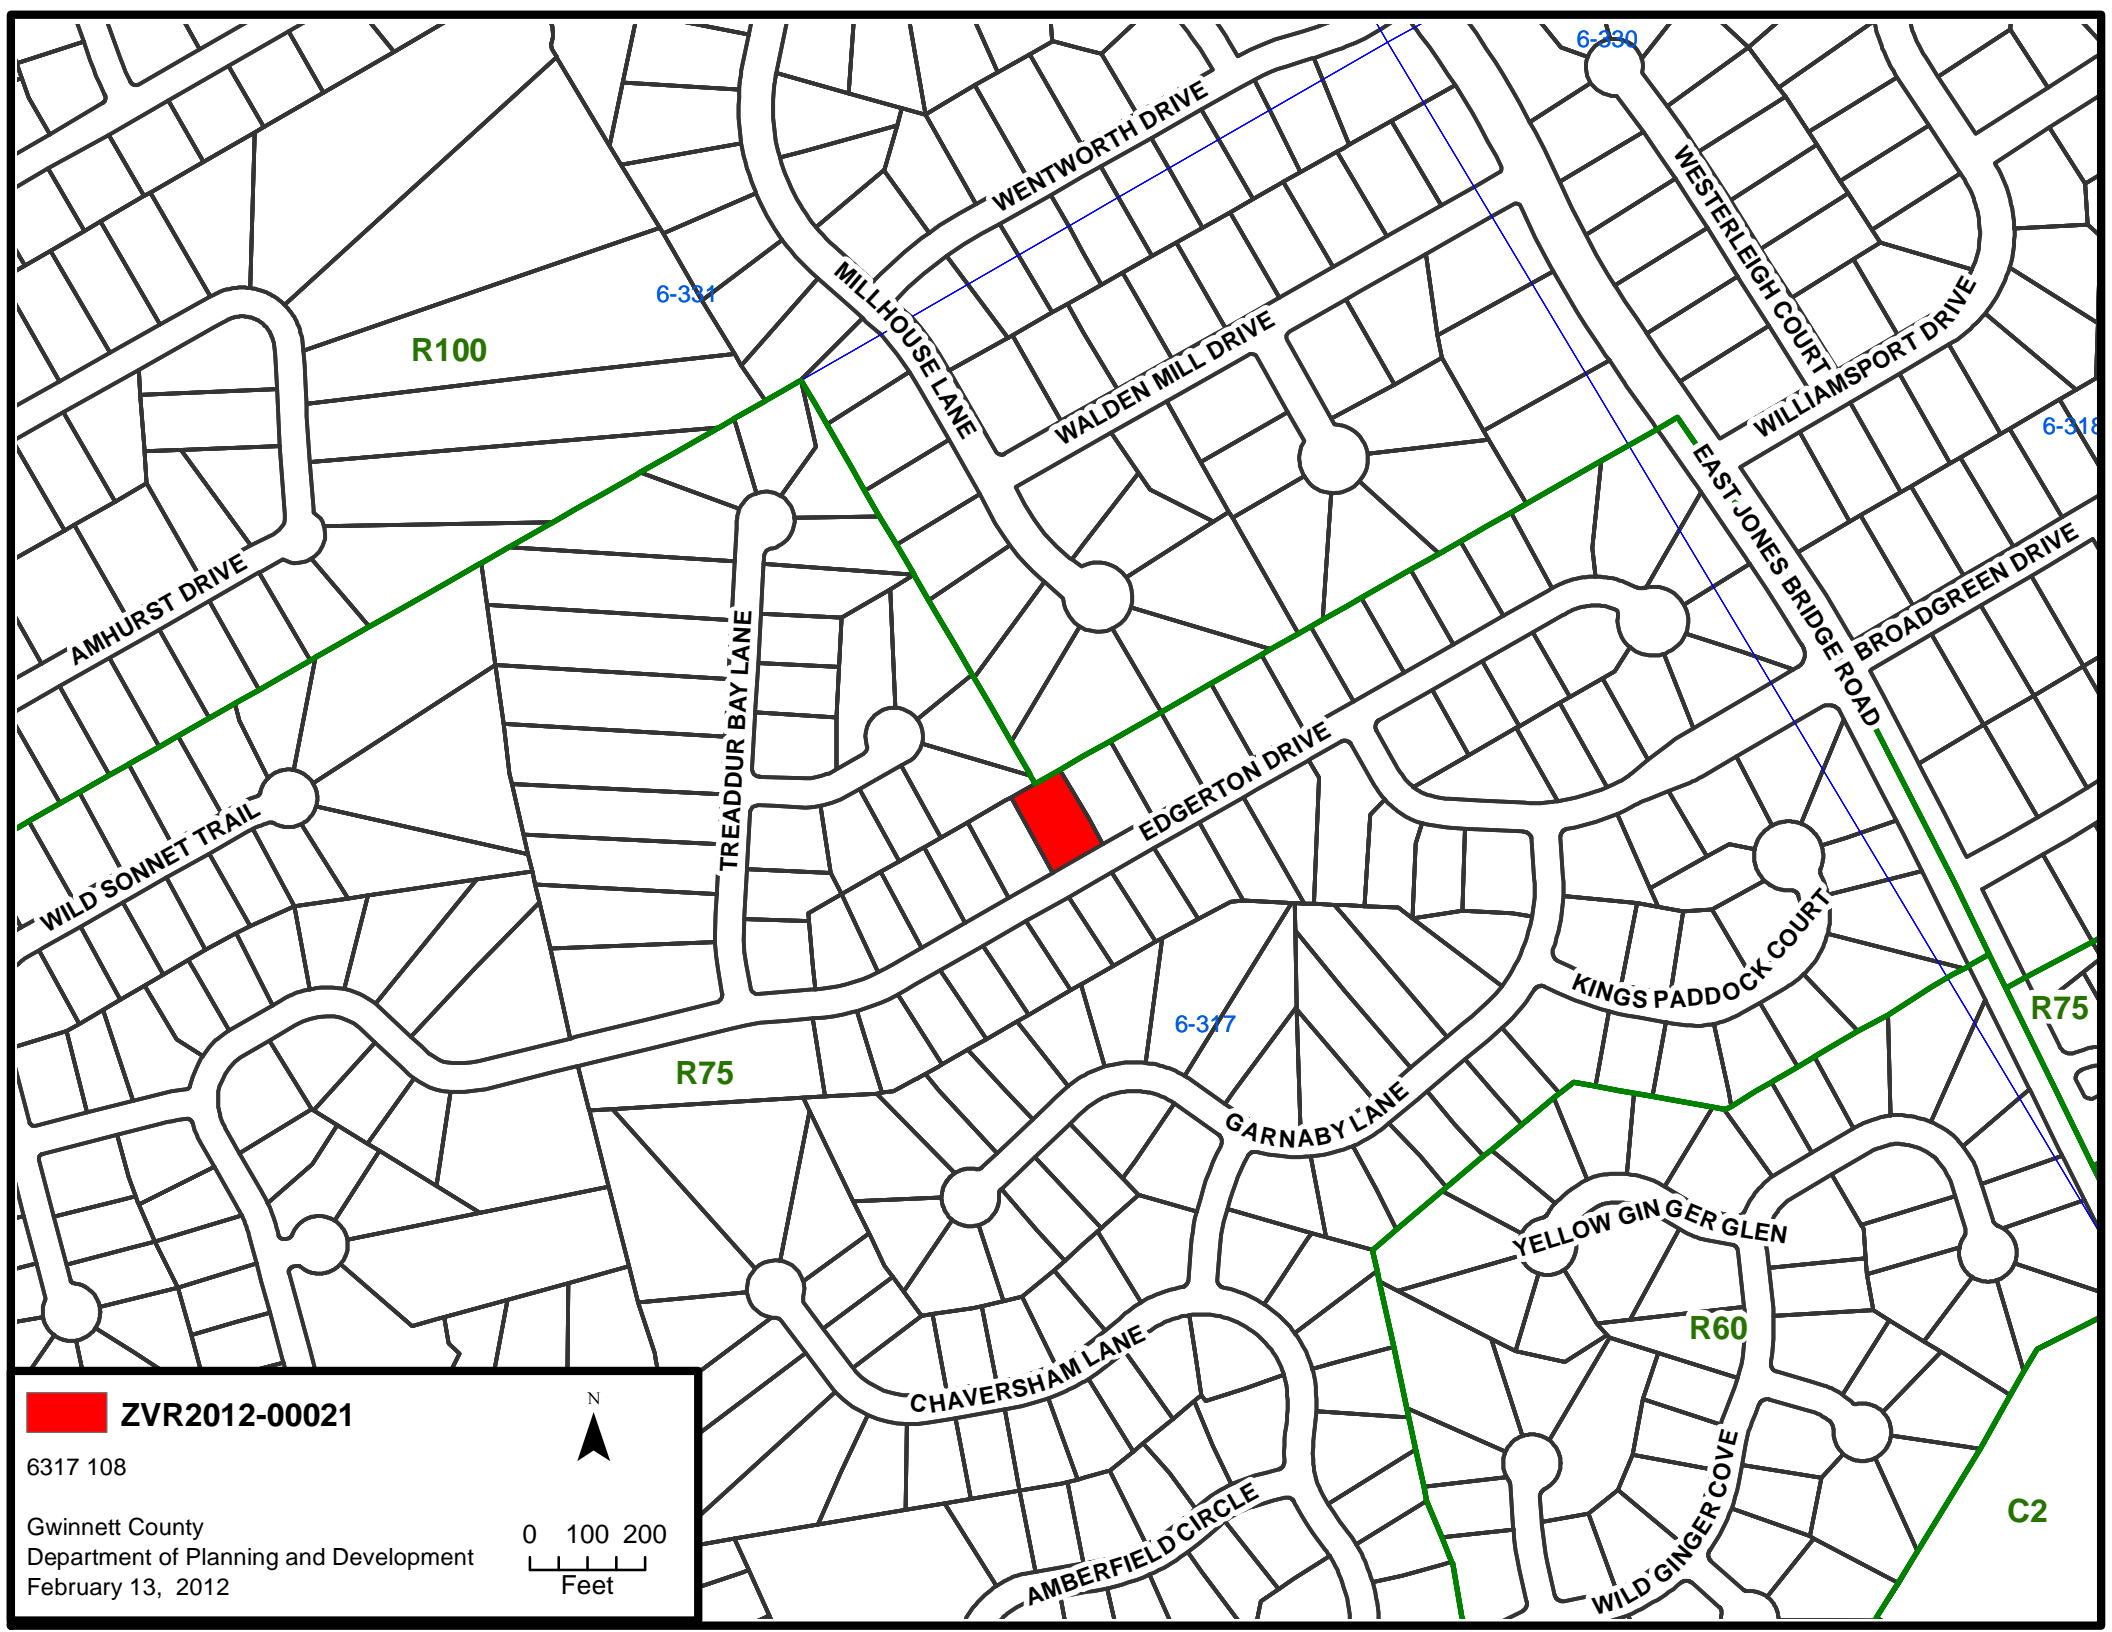 6-330
WENTWORTH DRIVE
WESTERLEIGH COURT
6-331
MILLHOUSE LANE
R100
WALDEN MILL DRIVE
WILLIAMSPORT DRIVE
6-318
EAST JONES BRIDGE ROAD
BROADGREEN DRIVE
AMHURST DRIVE
TREADDUR BAY LANE
EDGERTON DRIVE
WILD SONNET TRAIL
KINGS PADDOCK COURT
6-317
R75
R75
GARNABY LANE
YELLOW GINGER GLEN
R60
CHAVERSHAM LANE
AMBERFIELD CIRCLE
WILD GINGER COVE
C2
ZVR2012-00021
N
6317 108
Gwinnett County
Department of Planning and Development
February 13, 2012
0 100 200
Feet